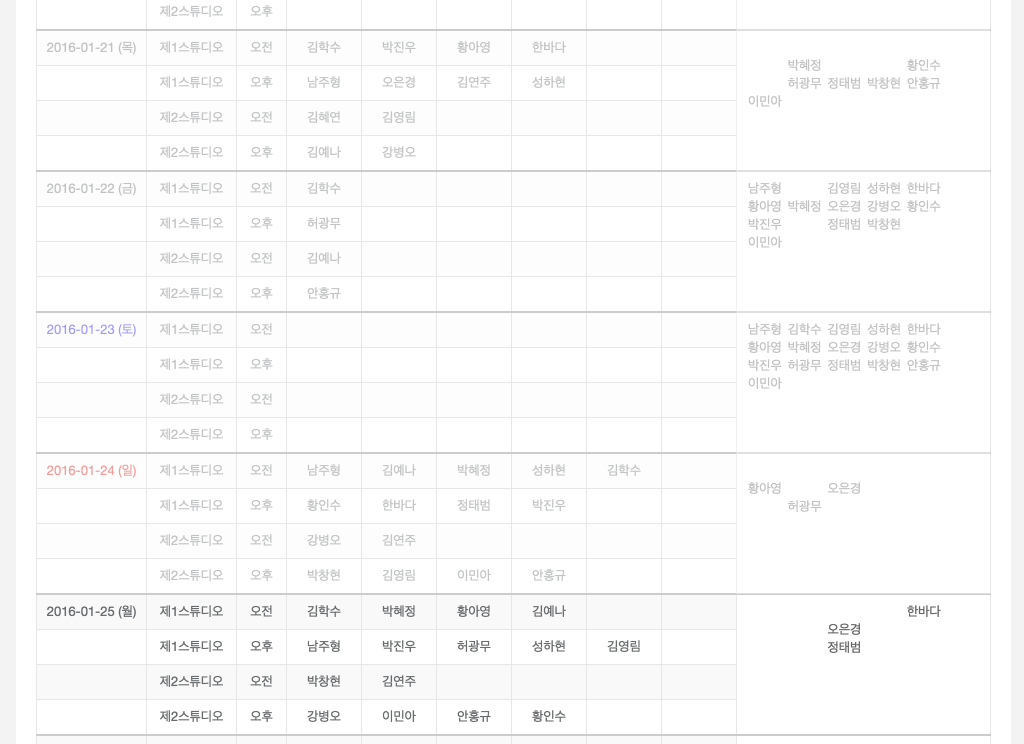 제2스튜디오 오후
2016-01-21 (목) 제1스튜디오 오전 김학수 박진우 황아영 한바다
박혜정 황인수
제1스튜디오 오후 남주형 오은경 김연주 성하현
허광무 정태범 박창현 안홍규
이민아
제2스튜디오 오전 김혜연 김영림
제2스튜디오 오후 김예나 강병오
2016-01-22 (금) 제1스튜디오 오전 김학수
남주형 김영림 성하현 한바다
황아영 박혜정 오은경 강병오 황인수
제1스튜디오 오후 허광무
박진우 정태범 박창현
이민아
제2스튜디오 오전 김예나
제2스튜디오 오후 안홍규
2016-01-23 (토) 제1스튜디오 오전
남주형 김학수 김영림 성하현 한바다
황아영 박혜정 오은경 강병오 황인수
제1스튜디오 오후
박진우 허광무 정태범 박창현 안홍규
이민아
제2스튜디오 오전
제2스튜디오 오후
2016-01-24 (일) 제1스튜디오 오전 남주형 김예나 박혜정 성하현 김학수
황아영 오은경
제1스튜디오 오후 황인수 한바다 정태범 박진우
허광무
제2스튜디오 오전 강병오 김연주
제2스튜디오 오후 박창현 김영림 이민아 안홍규
2016-01-25 (월) 제1스튜디오 오전 김학수 박혜정 황아영 김예나
한바다
오은경
제1스튜디오 오후 남주형 박진우 허광무 성하현 김영림
정태범
제2스튜디오 오전 박창현 김연주
제2스튜디오 오후 강병오 이민아 안홍규 황인수